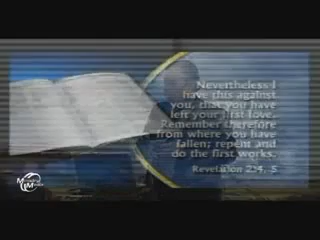 Nevertheless I
have this against
you, that you have
left your first love.
Remember therefore
from where you have
fallen; repent and
do the first works.
Revelation 2:4, 5